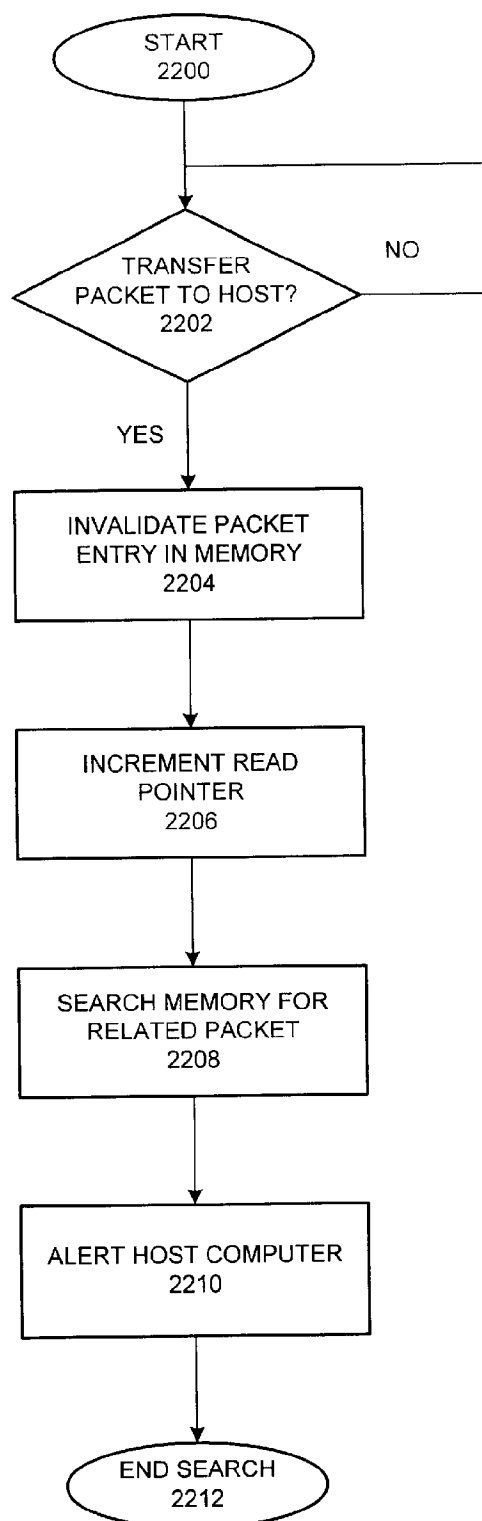 START
2200
TRANSFER
PACKET TO HOST?
2202
NO
YES
INVALIDATE PACKET
ENTRY IN MEMORY
2204
INCREMENT READ
POINTER
2206
SEARCH MEMORY FOR
RELATED PACKET
2208
ALERT HOST COMPUTER
2210
END SEARCH
2212